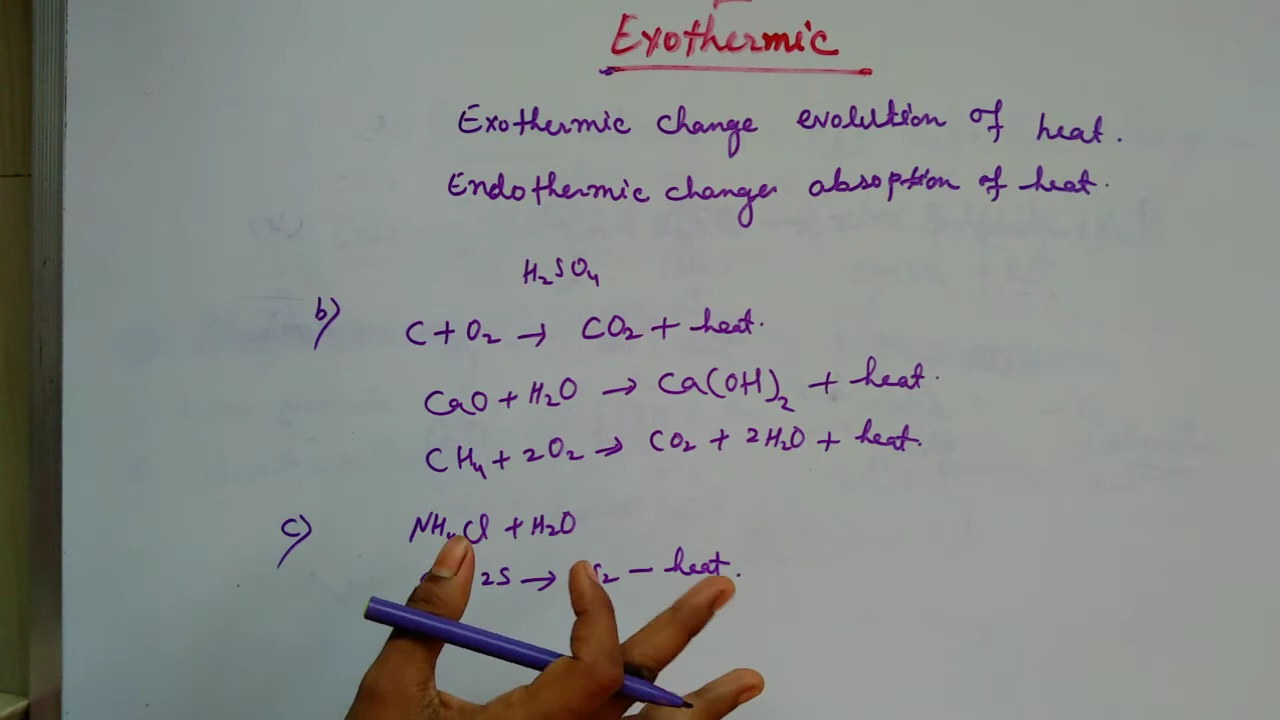 Exothermic
Exothermic change evolution of heat.
Endothermic change absoption of heat.
H₂SO₄
b)
C + O₂ → CO₂ + heat.
CaO + H₂O → Ca(OH)₂ + heat.
CH₄ + 2O₂ → CO₂ + 2H₂O + heat.
c) NH₄Cl + H₂O
2S → S₂ – heat.